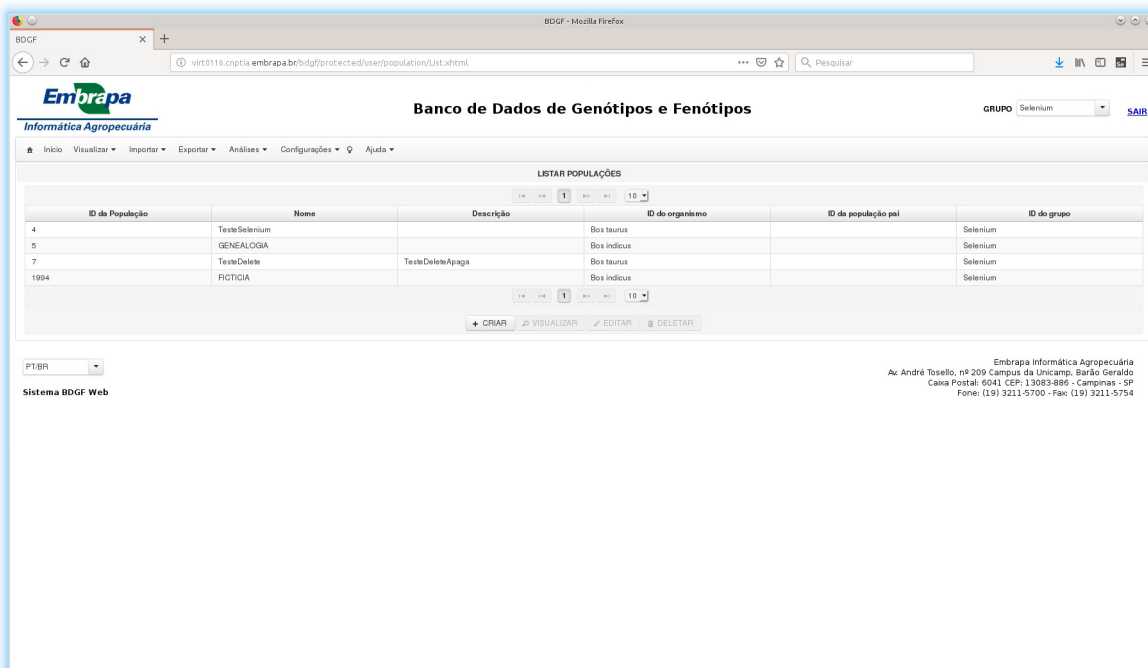 BDGF - Mozilla Firefox
BDGF
virt0116.cnptia.embrapa.br/bdgf/protected/user/population/List.xhtml
Pesquisar
Embrapa
Informática Agropecuária
Banco de Dados de Genótipos e Fenótipos
GRUPO Selenium SAIR
Início Visualizar Importar Exportar Análises Configurações Ajuda
LISTAR POPULAÇÕES
1 10
ID da População Nome Descrição ID do organismo ID da população pai ID do grupo
4 TesteSelenium Bos taurus Selenium
5 GENEALOGIA Bos indicus Selenium
7 TesteDelete TesteDeleteApaga Bos taurus Selenium
1994 FICTICIA Bos indicus Selenium
1 10
+ CRIAR VISUALIZAR EDITAR DELETAR
PT/BR
Sistema BDGF Web
Embrapa Informática Agropecuária
Av. André Tosello, nº 209 Campus da Unicamp, Barão Geraldo
Caixa Postal: 6041 CEP: 13083-886 - Campinas - SP
Fone: (19) 3211-5700 - Fax: (19) 3211-5754